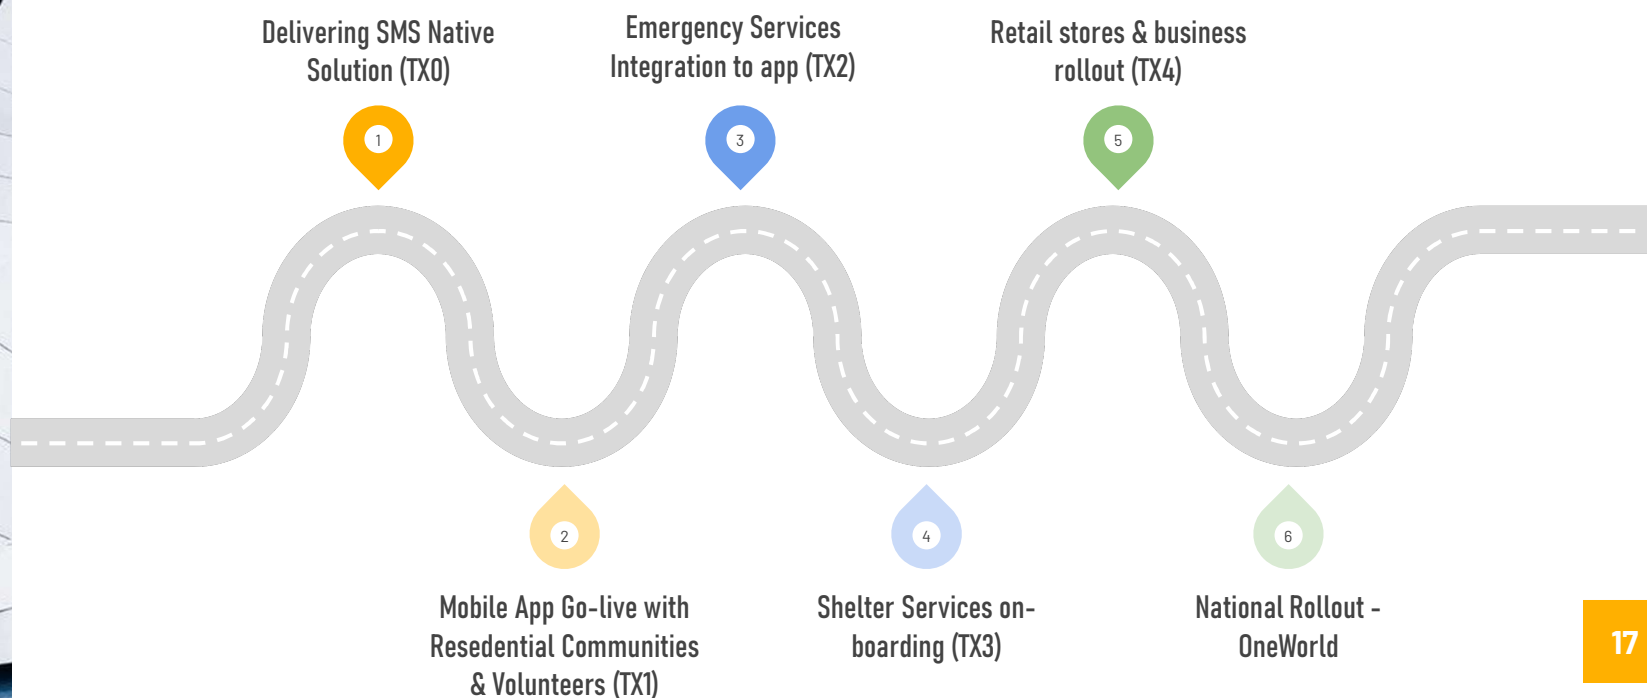 Delivering SMS Native
Solution (TX0)
1
Mobile App Go-live with
Resedential Communities
& Volunteers (TX1)
2
Emergency Services
Integration to app (TX2)
3
Shelter Services on-
boarding (TX3)
4
Retail stores & business
rollout (TX4)
5
National Rollout -
OneWorld
6
17